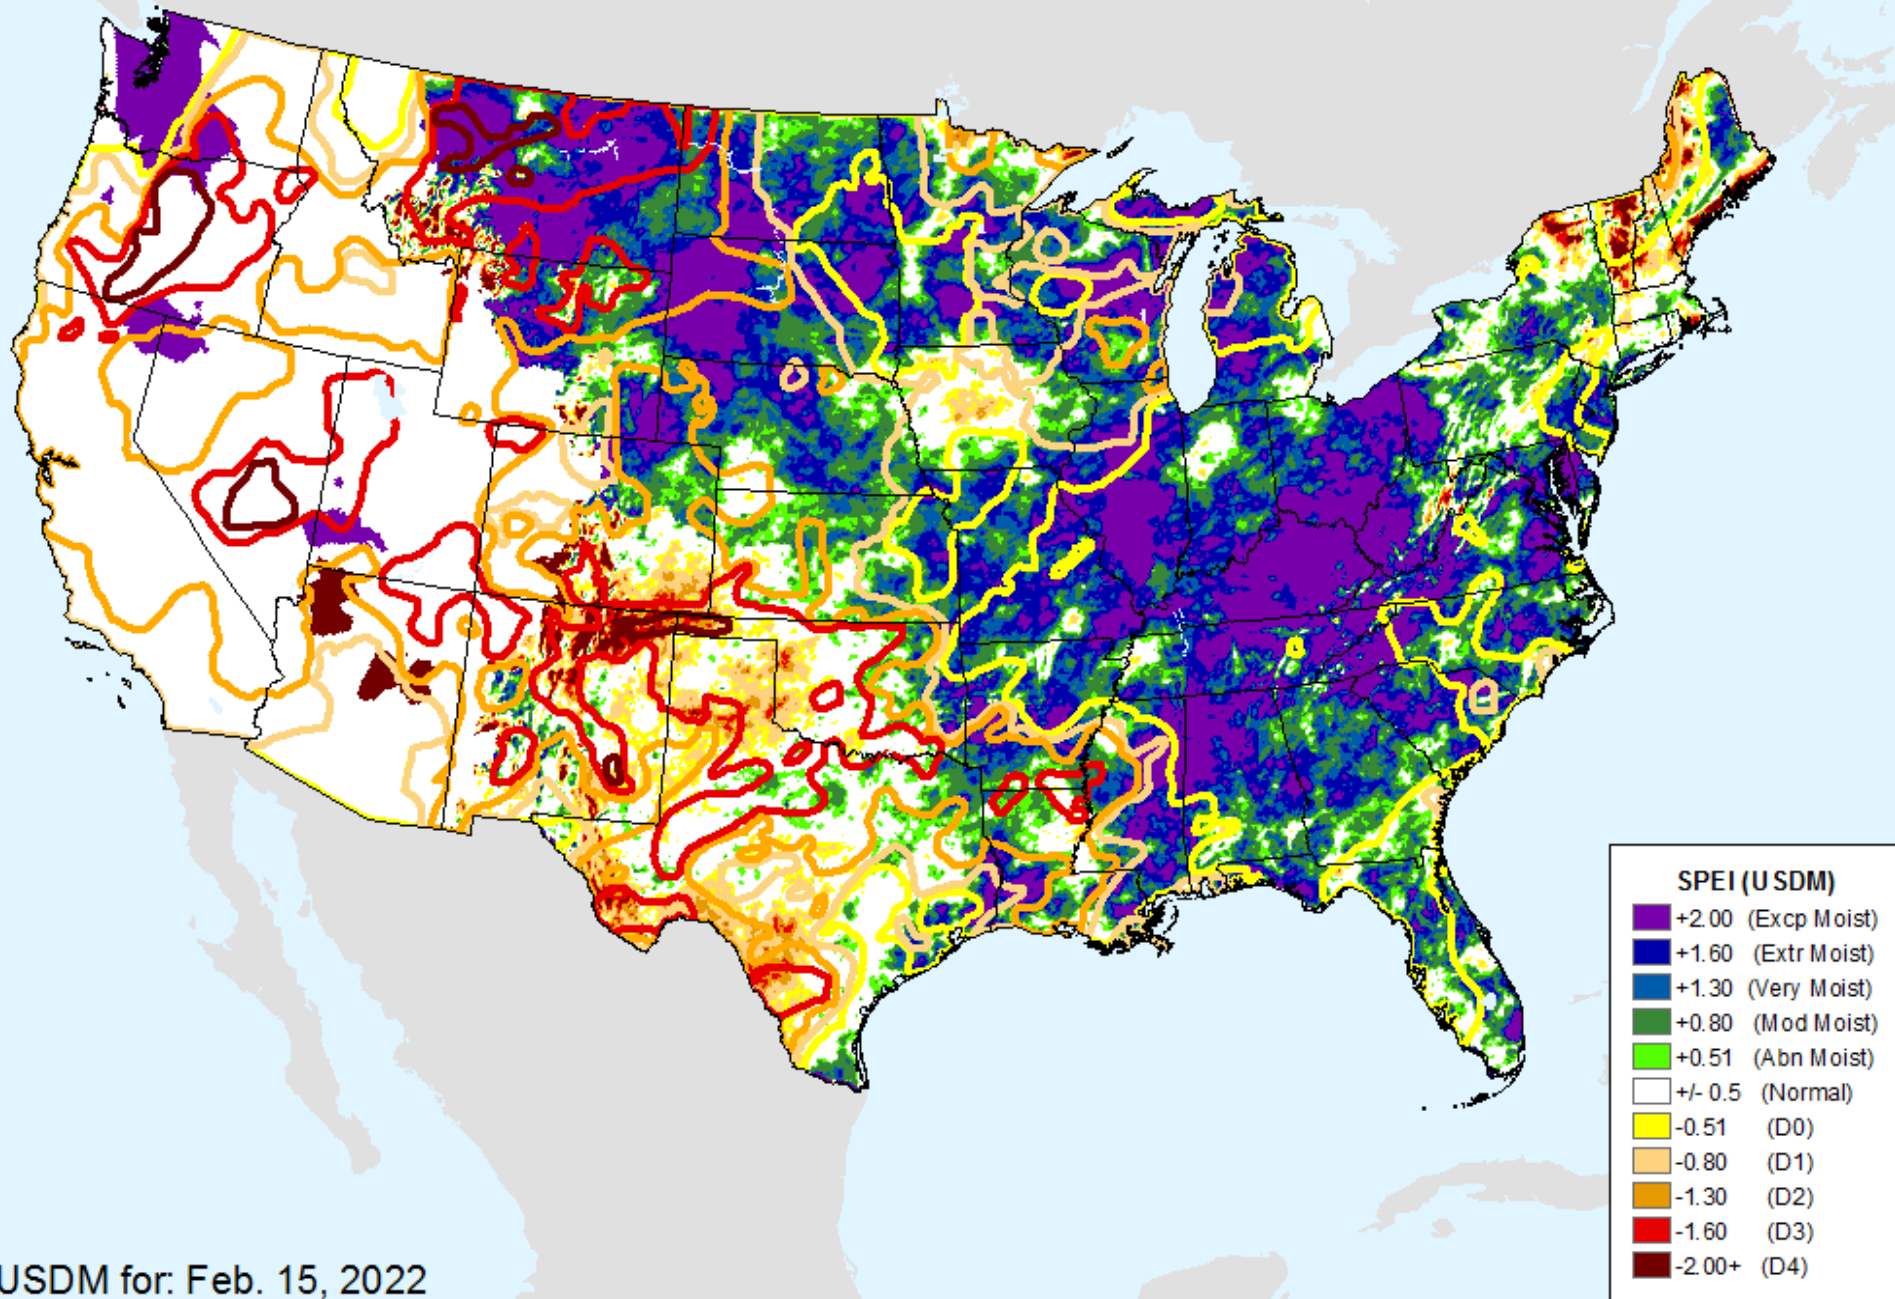 SPEI (USDM)
+2.00 (Excp Moist)
+1.60 (Extr Moist)
+1.30 (Very Moist)
+0.80 (Mod Moist)
+0.51 (Abn Moist)
+/- 0.5 (Normal)
-0.51 (D0)
-0.80 (D1)
-1.30 (D2)
-1.60 (D3)
-2.00+ (D4)
USDM for: Feb. 15, 2022